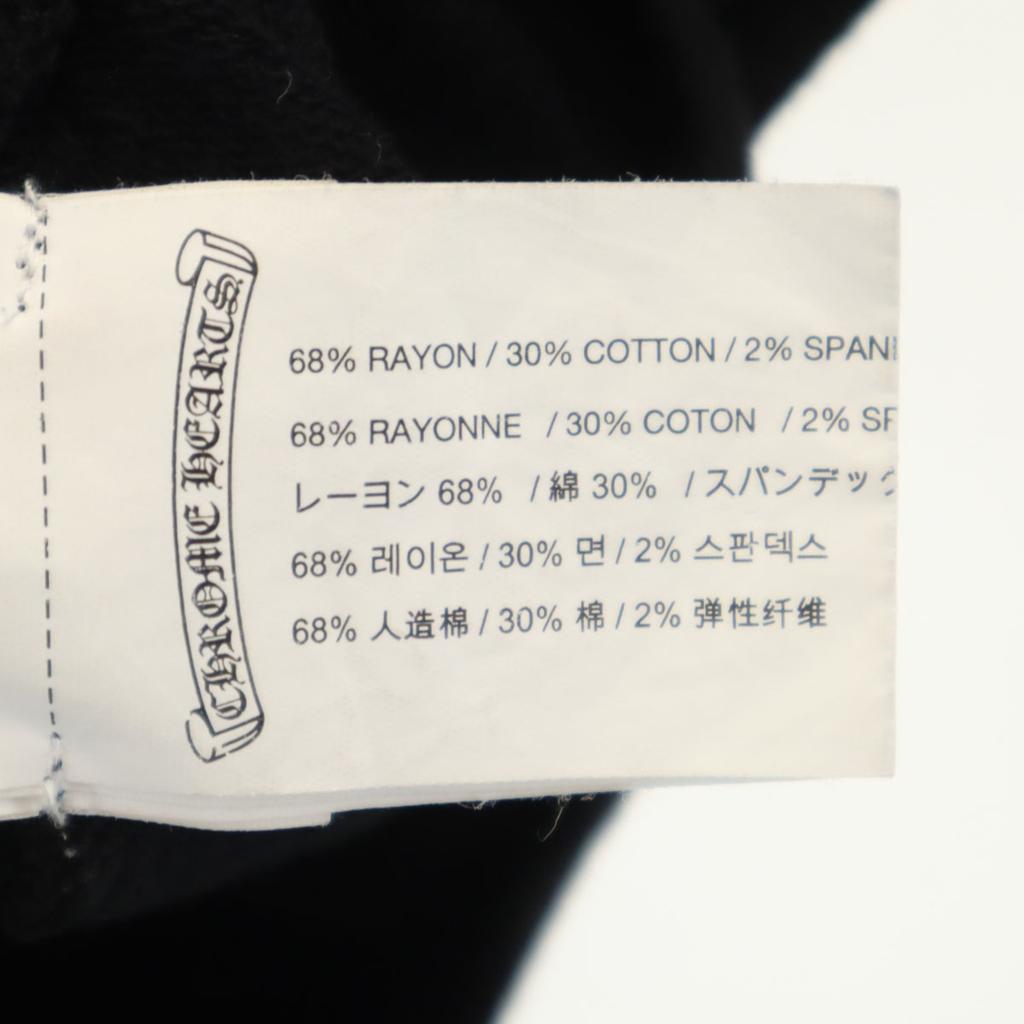 CHROME HEARTS
68% RAYON / 30% COTTON / 2% SPAN
68% RAYONNE / 30% COTON / 2% SP
レーヨン 68% / 綿 30% / スパンデック
68% 레이온 / 30% 면 / 2% 스판덱스
68% 人造棉 / 30% 棉 / 2% 弹性纤维